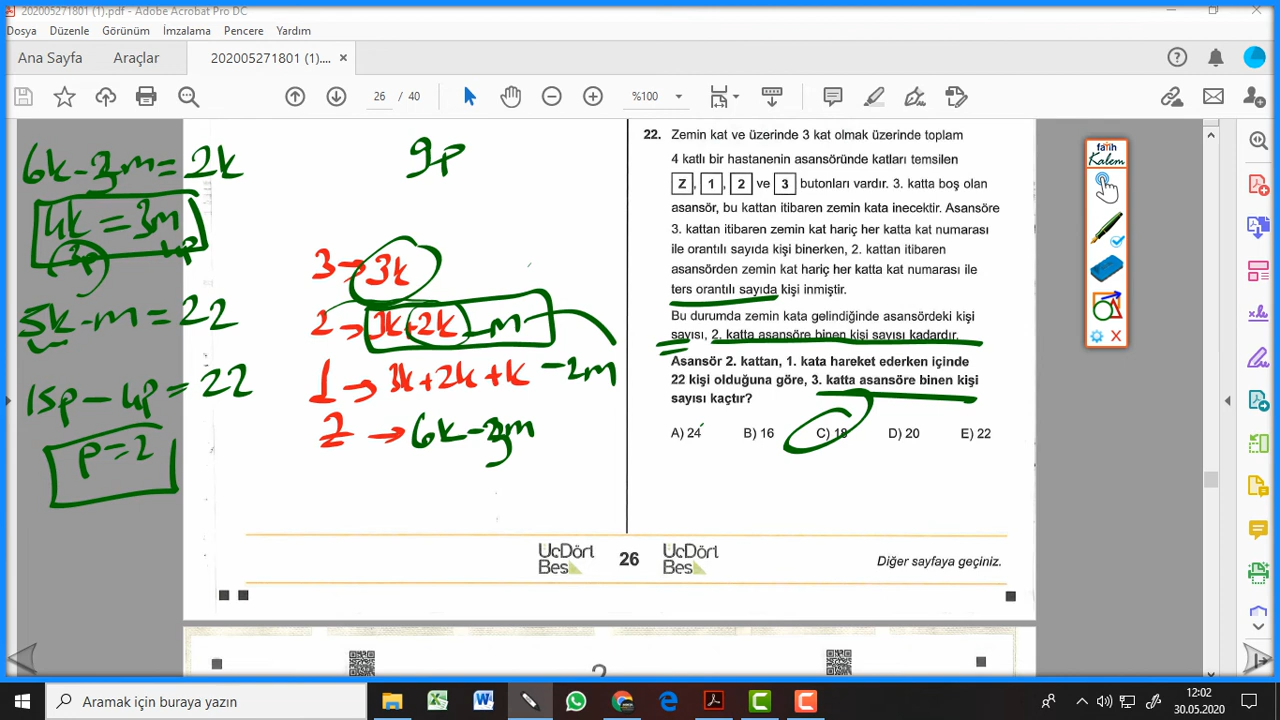 202005271801 (1).pdf - Adobe Acrobat Pro DC
Dosya Düzenle Görünüm İmzalama Pencere Yardım
Ana Sayfa Araçlar 202005271801 (1).... ×
26 / 40 %100
6k-3m=2k
4k=3m
3p 4p
5k-m=22
15p-4p=22
p=2
9p
3→3k
2→3k+2k-m
1→3k+2k+k-2m
Z→6k-3m
22. Zemin kat ve üzerinde 3 kat olmak üzerinde toplam
4 katlı bir hastanenin asansöründe katları temsilen
Z, 1, 2 ve 3 butonları vardır. 3. katta boş olan
asansör, bu kattan itibaren zemin kata inecektir. Asansöre
3. kattan itibaren zemin kat hariç her katta kat numarası
ile orantılı sayıda kişi binerken, 2. kattan itibaren
asansörden zemin kat hariç her katta kat numarası ile
ters orantılı sayıda kişi inmiştir.
Bu durumda zemin kata gelindiğinde asansördeki kişi
sayısı, 2. katta asansöre binen kişi sayısı kadardır.
Asansör 2. kattan, 1. kata hareket ederken içinde
22 kişi olduğuna göre, 3. katta asansöre binen kişi
sayısı kaçtır?
A) 24 B) 16 C) 18 D) 20 E) 22
fatih
Kalem
ÜçDört
Beş
26
ÜçDört
Beş
Diğer sayfaya geçiniz.
Aramak için buraya yazın
12:02
30.05.2020